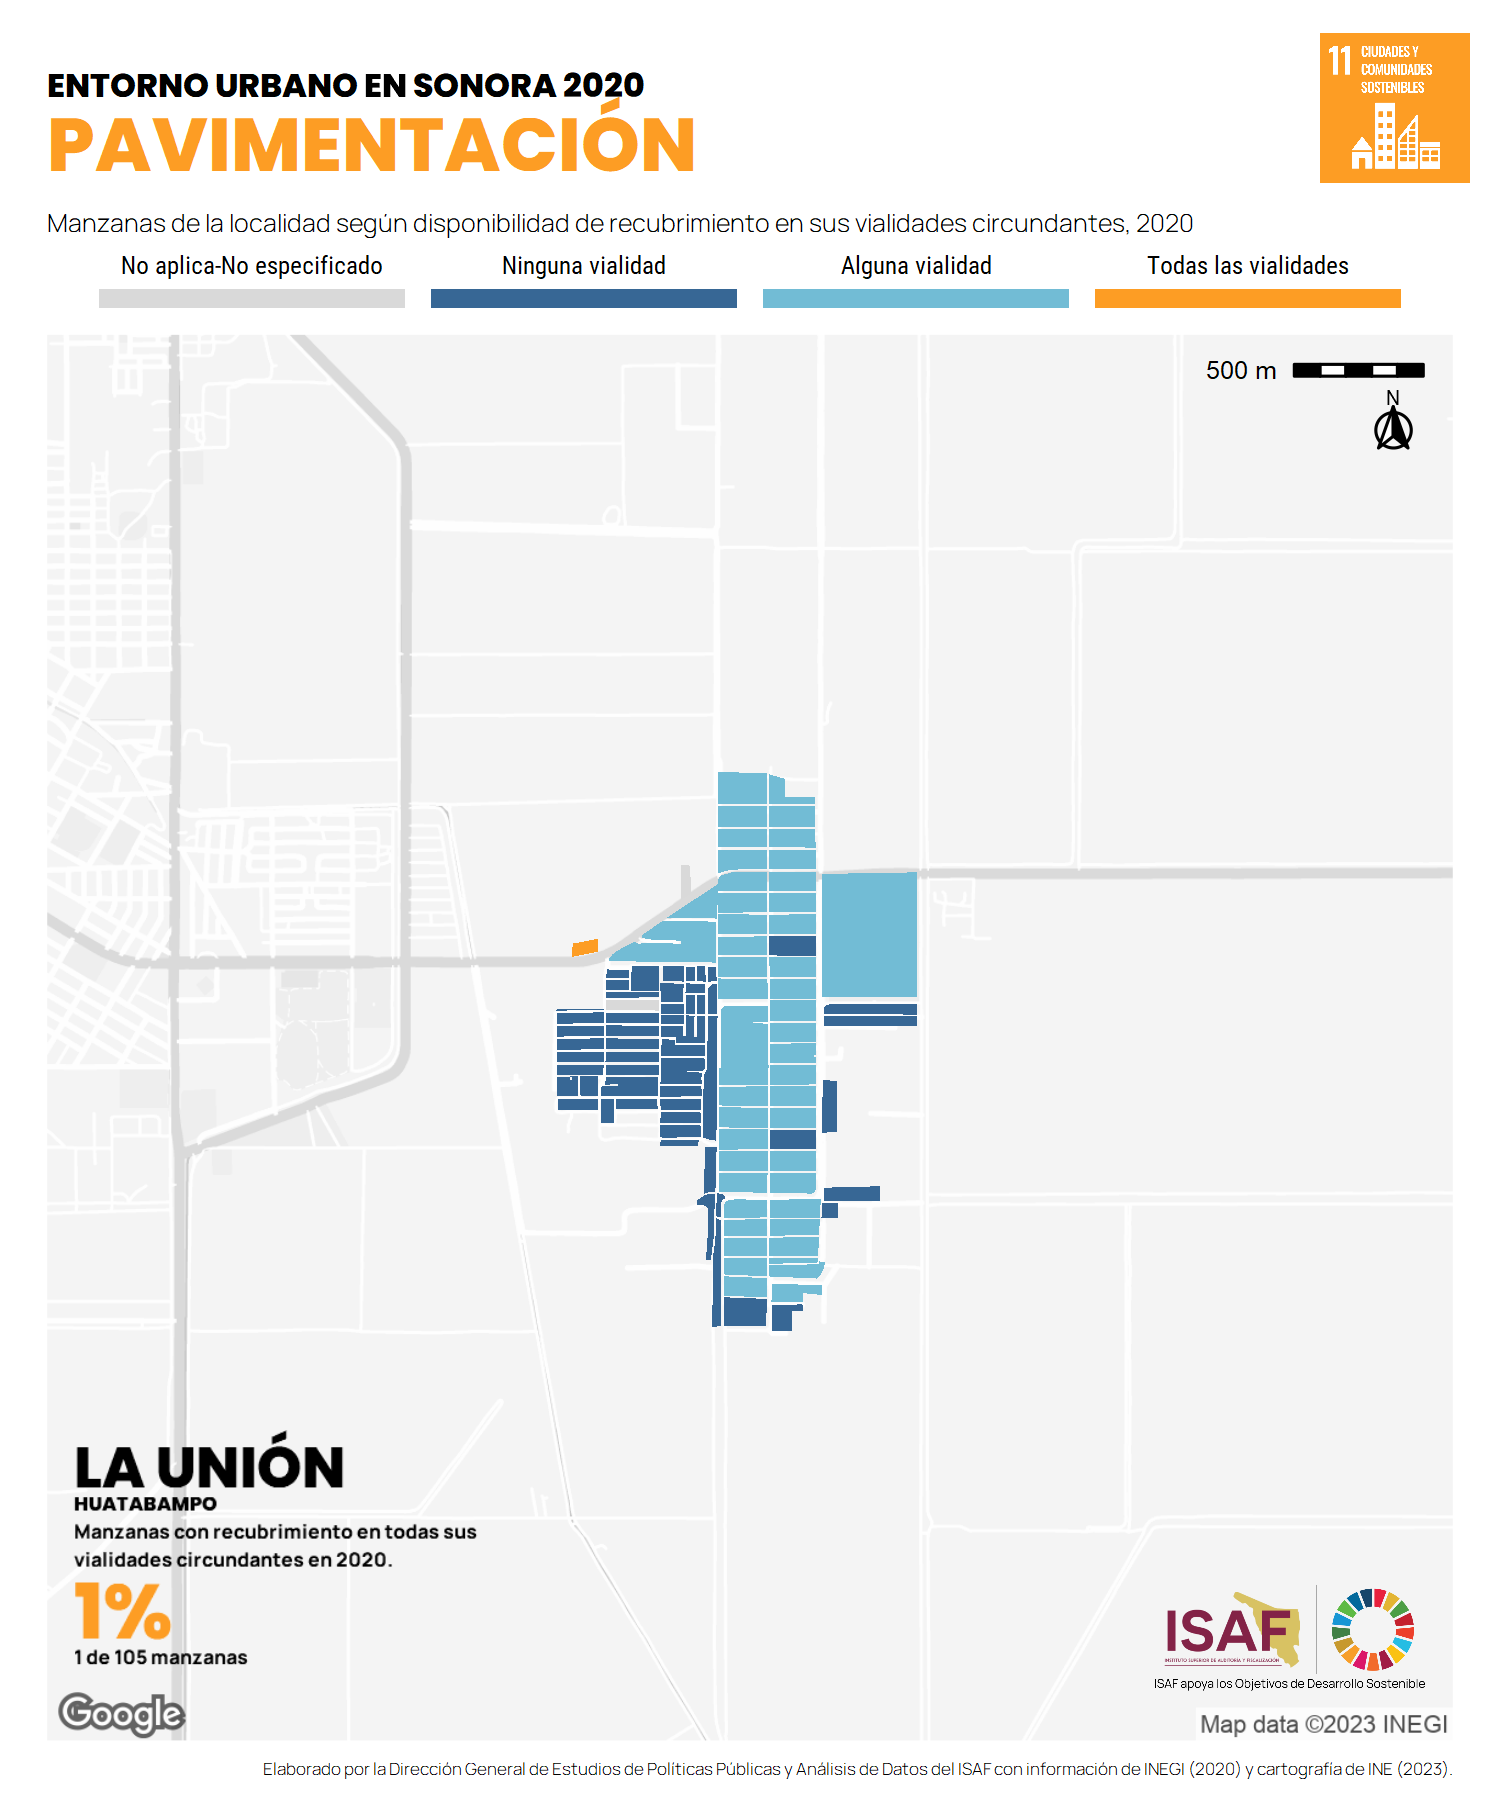 ENTORNO URBANO EN SONORA 2020
PAVIMENTACIÓN
11 CIUDADES Y
COMUNIDADES
SOSTENIBLES
Manzanas de la localidad según disponibilidad de recubrimiento en sus vialidades circundantes, 2020
No aplica-No especificado
Ninguna vialidad
Alguna vialidad
Todas las vialidades
500 m
N
LA UNIÓN
HUATABAMPO
Manzanas con recubrimiento en todas sus
vialidades circundantes en 2020.
1%
1 de 105 manzanas
ISAF
INSTITUTO SUPERIOR DE AUDITORÍA Y FISCALIZACIÓN
ISAF apoya los Objetivos de Desarrollo Sostenible
Google
Map data ©2023 INEGI
Elaborado por la Dirección General de Estudios de Políticas Públicas y Análisis de Datos del ISAF con información de INEGI (2020) y cartografía de INE (2023).